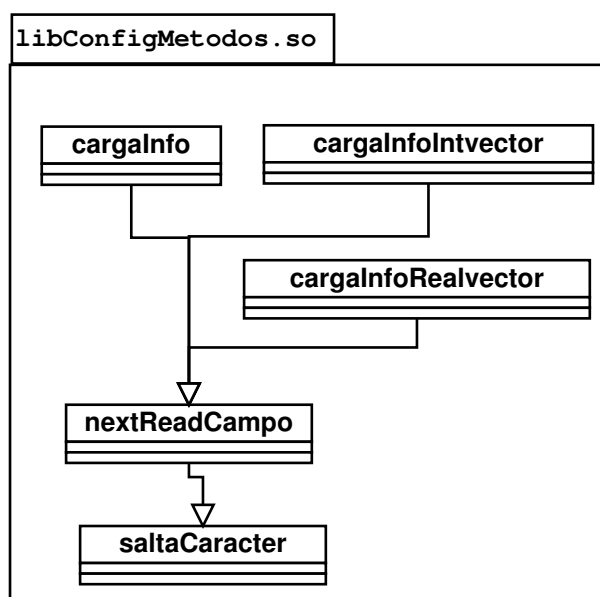 libConfigMetodos.so
cargaInfo
cargaInfoIntvector
cargaInfoRealvector
nextReadCampo
saltaCaracter